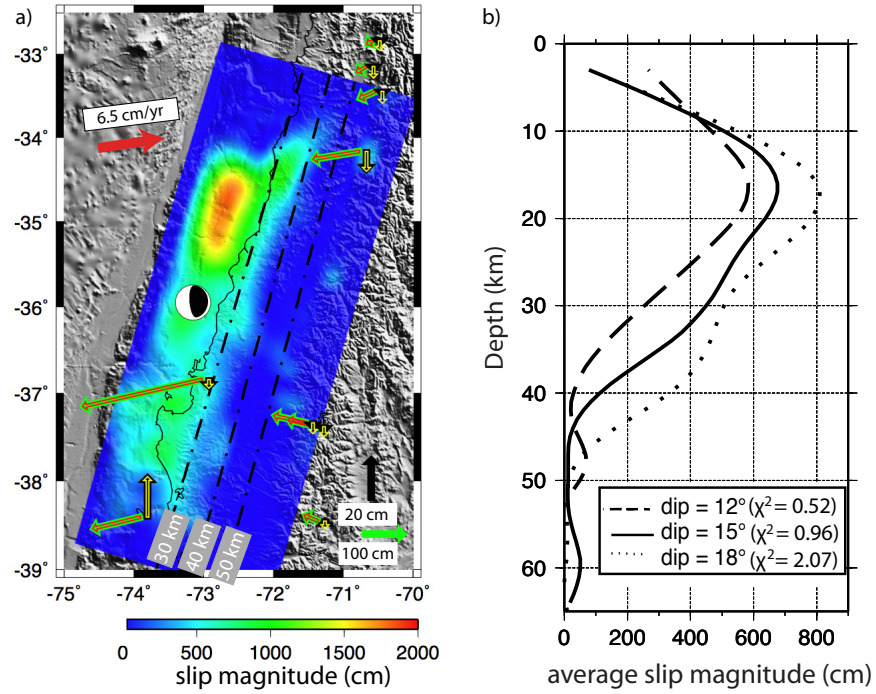 a)
-33°
-34°
-35°
-36°
-37°
-38°
-39°
-75°
-74°
-73°
-72°
-71°
-70°
6.5 cm/yr
30 km
40 km
50 km
20 cm
100 cm
0
500
1000
1500
2000
slip magnitude (cm)
b)
0
10
20
30
40
50
60
Depth (km)
dip = 12° (χ² = 0.52)
dip = 15° (χ² = 0.96)
dip = 18° (χ² = 2.07)
0
200
400
600
800
average slip magnitude (cm)